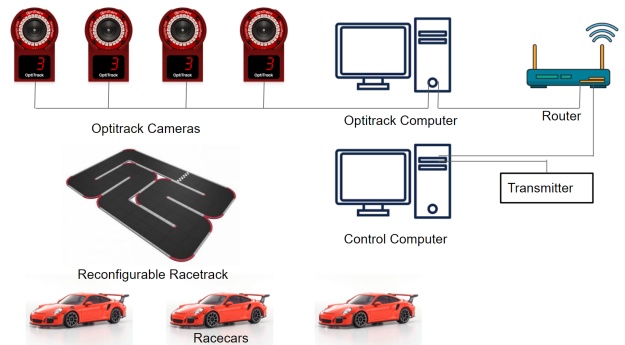 3 3 3 3
OptiTrack OptiTrack OptiTrack OptiTrack
Optitrack Cameras
Optitrack Computer
Router
Transmitter
Control Computer
Reconfigurable Racetrack
Racecars